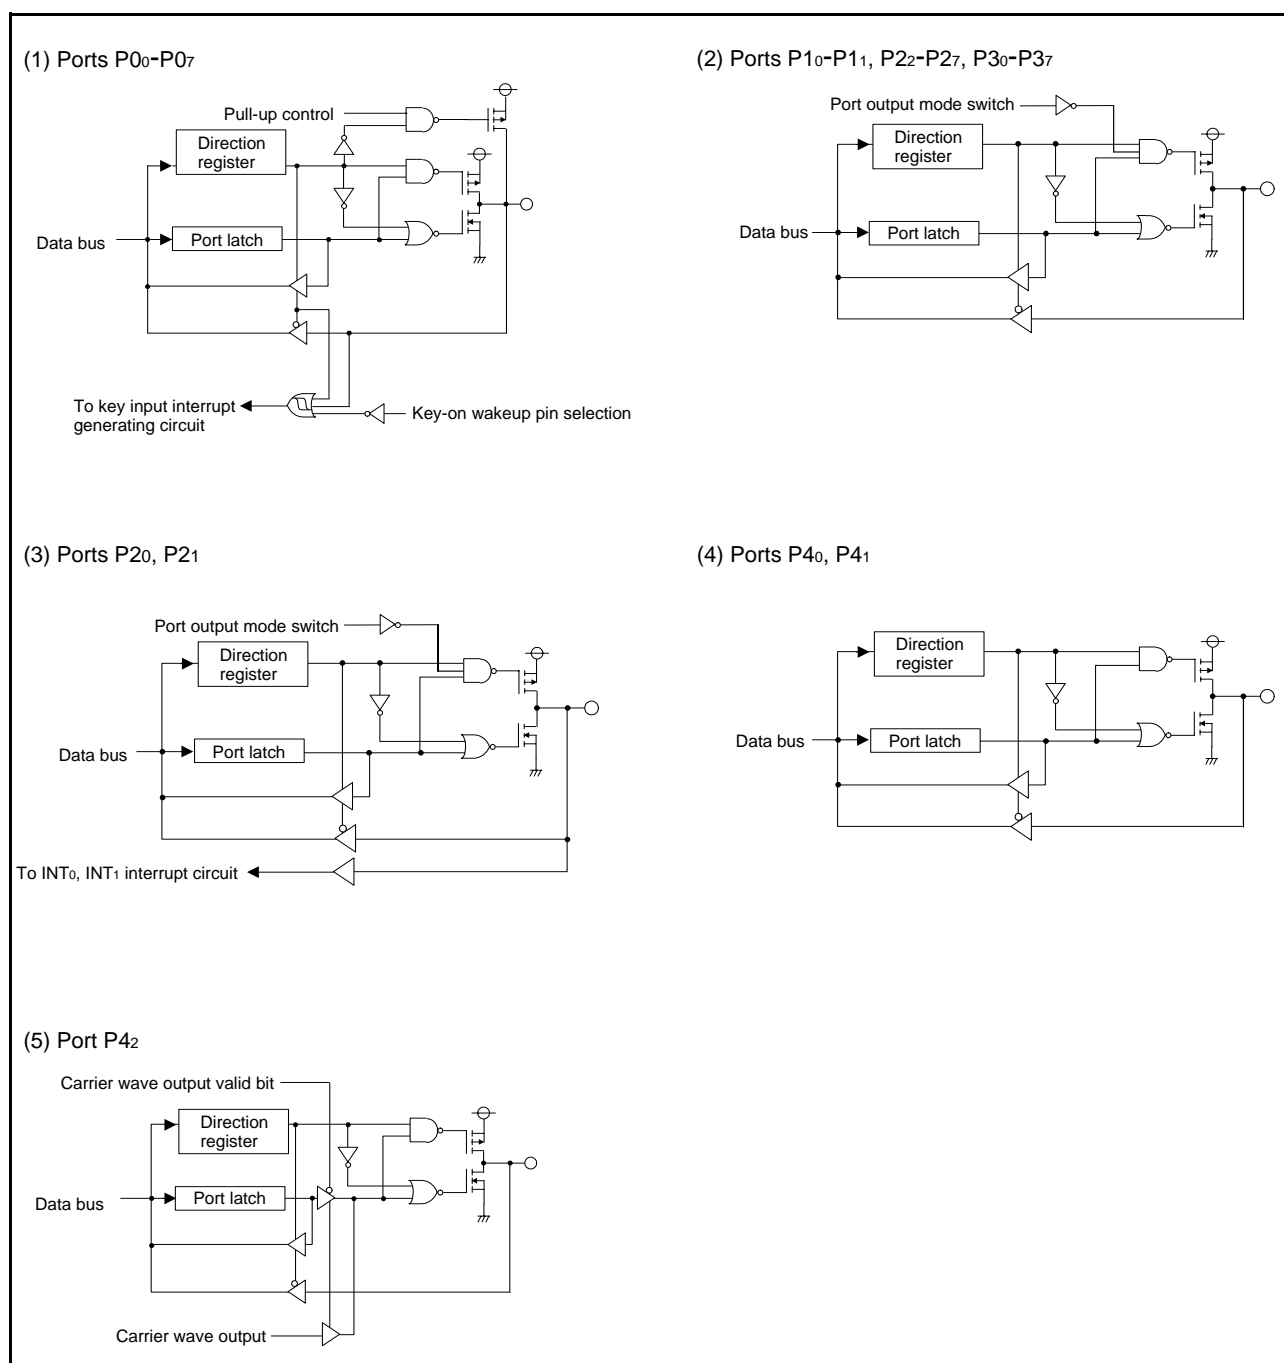 (1) Ports P00-P07
Pull-up control
Direction
register
Data bus
Port latch
To key input interrupt
generating circuit
Key-on wakeup pin selection
(2) Ports P10-P11, P22-P27, P30-P37
Port output mode switch
Direction
register
Data bus
Port latch
(3) Ports P20, P21
Port output mode switch
Direction
register
Data bus
Port latch
To INT0, INT1 interrupt circuit
(4) Ports P40, P41
Direction
register
Data bus
Port latch
(5) Port P42
Carrier wave output valid bit
Direction
register
Data bus
Port latch
Carrier wave output